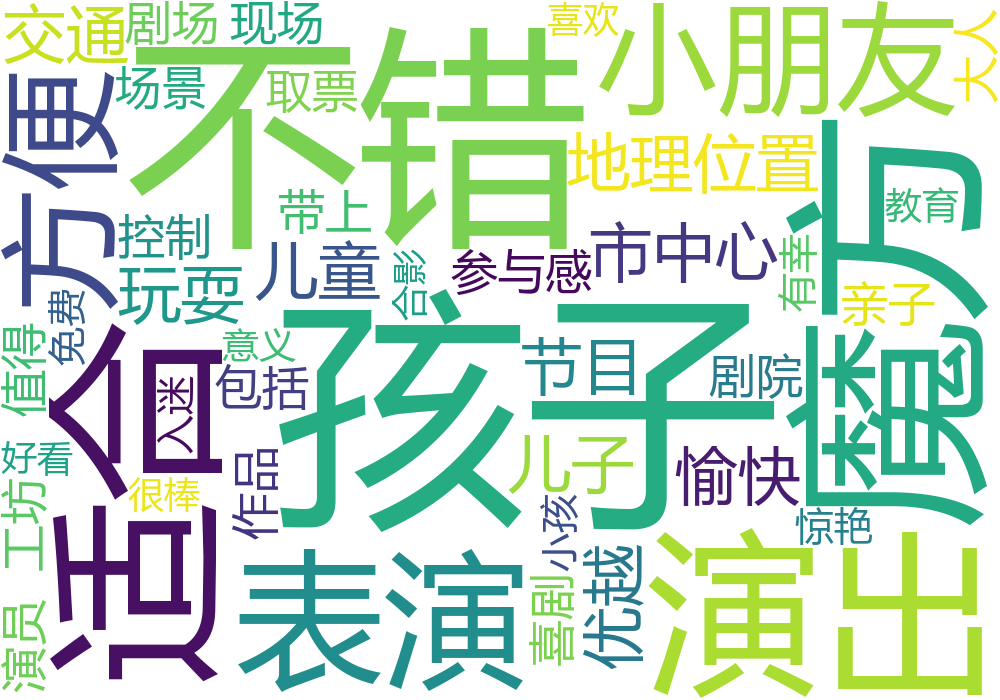 交通
剧场
现场
喜欢
大人
不错
小朋友
场景
取票
方便
地理位置
魔方
教育
带上
控制
儿童
合影
参与感
市中心
有幸
玩耍
亲子
免费
值得
适合
入迷
意义
包括
孩子
节目
剧院
好看
作品
儿子
愉快
很棒
工坊
小孩
惊艳
演员
表演
喜剧
优越
演出